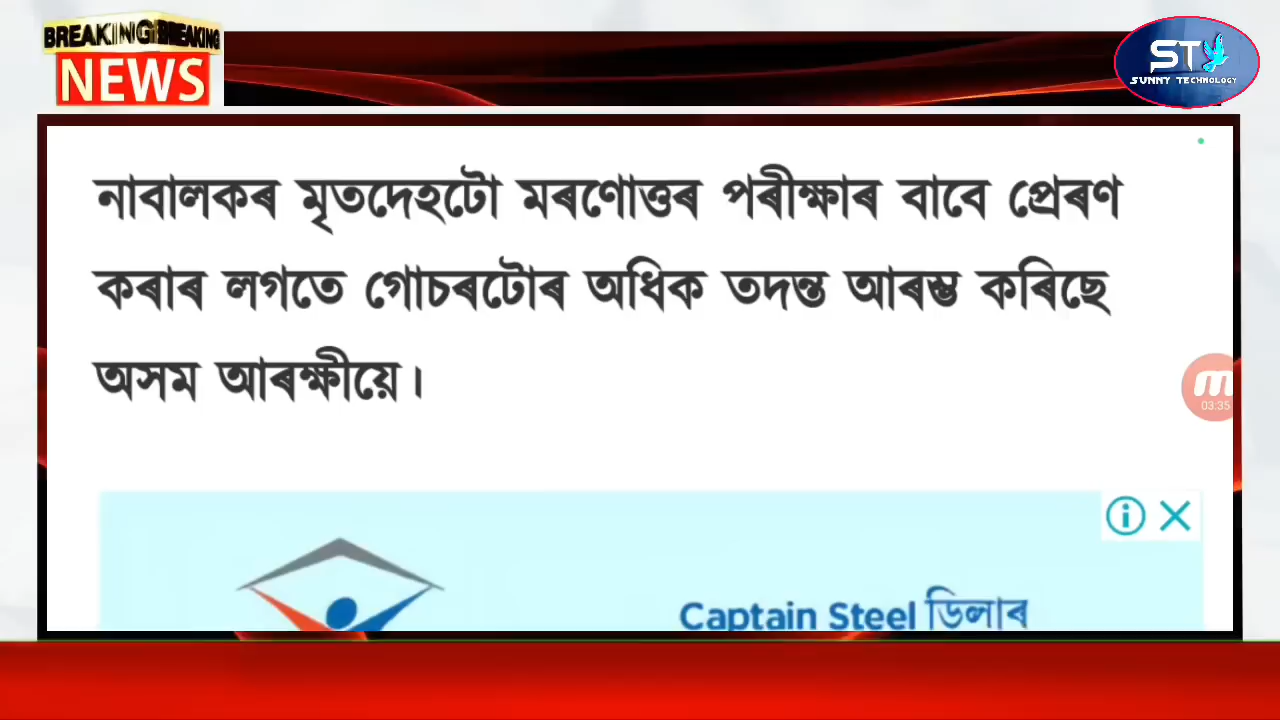 BREAKING BREAKING
NEWS
ST
SUNNY TECHNOLOGY
নাবালকৰ মৃতদেহটো মৰণোত্তৰ পৰীক্ষাৰ বাবে প্ৰেৰণ
কৰাৰ লগতে গোচৰটোৰ অধিক তদন্ত আৰম্ভ কৰিছে
অসম আৰক্ষীয়ে।
03:35
Captain Steel ডিলাৰ